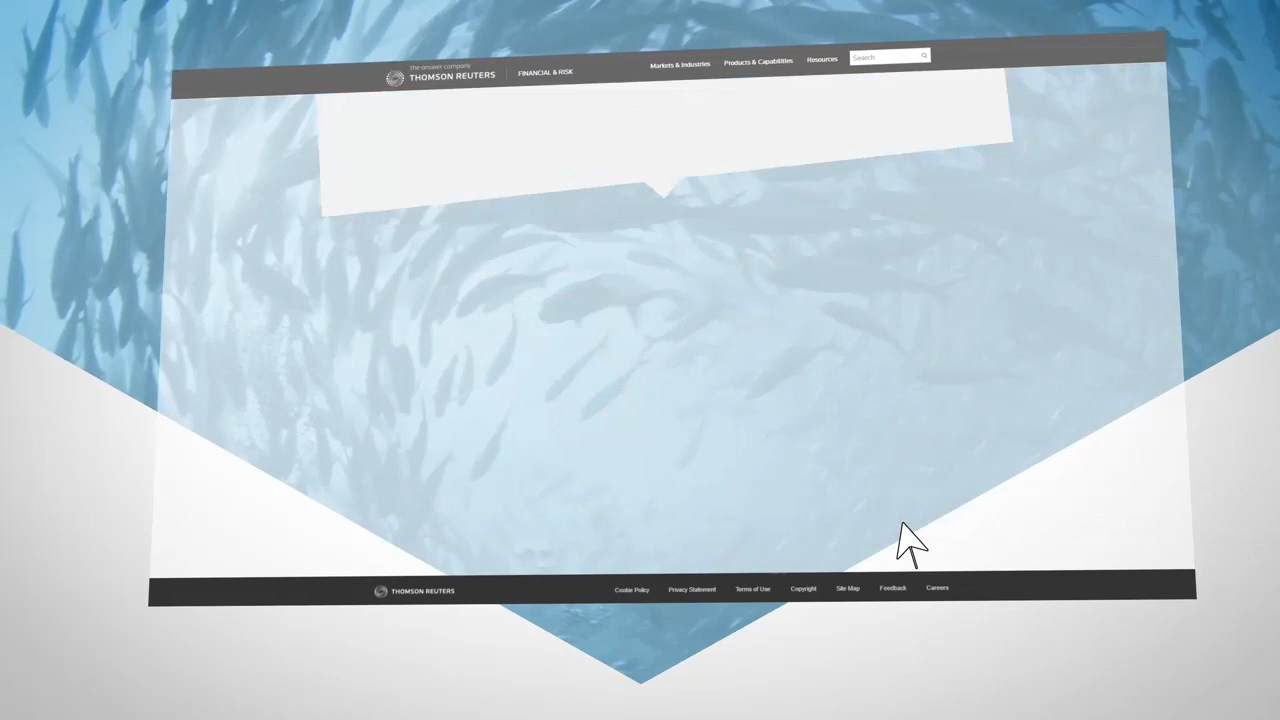 the answer company
THOMSON REUTERS
FINANCIAL & RISK
Markets & Industries
Products & Capabilities
Resources
Search
THOMSON REUTERS
Cookie Policy
Privacy Statement
Terms of Use
Copyright
Site Map
Feedback
Careers